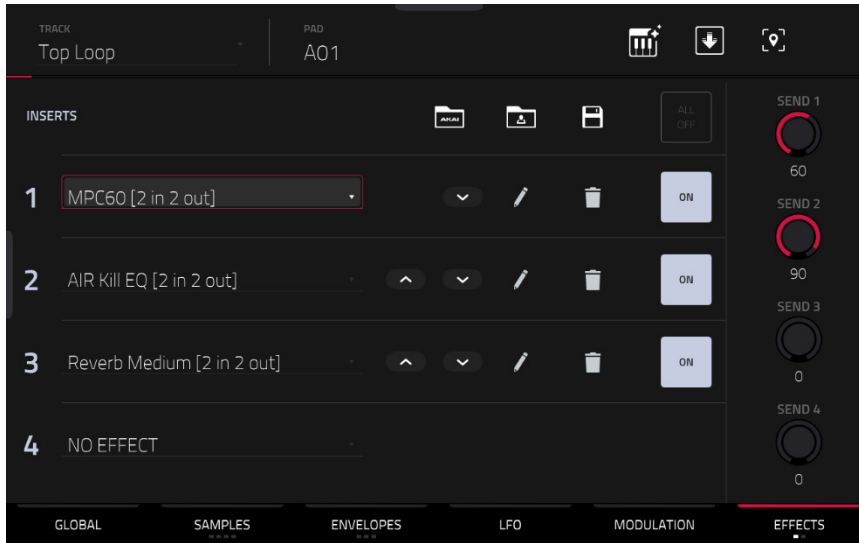 TRACK
Top Loop
PAD
A01
INSERTS
AKAI
ALL
OFF
SEND 1
60
1 MPC60 [2 in 2 out] ON
SEND 2
90
2 AIR Kill EQ [2 in 2 out] ON
SEND 3
0
3 Reverb Medium [2 in 2 out] ON
SEND 4
0
4 NO EFFECT
GLOBAL SAMPLES ENVELOPES LFO MODULATION EFFECTS